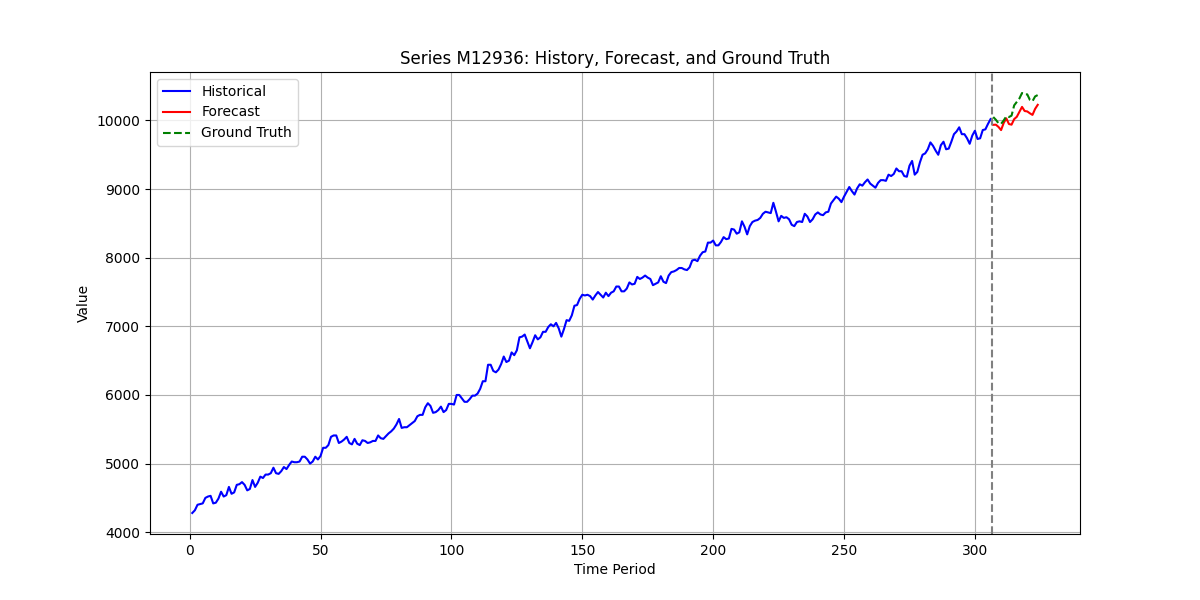 Series M12936: History, Forecast, and Ground Truth
Historical
Forecast
Ground Truth
Value
10000
9000
8000
7000
6000
5000
4000
0 50 100 150 200 250 300
Time Period